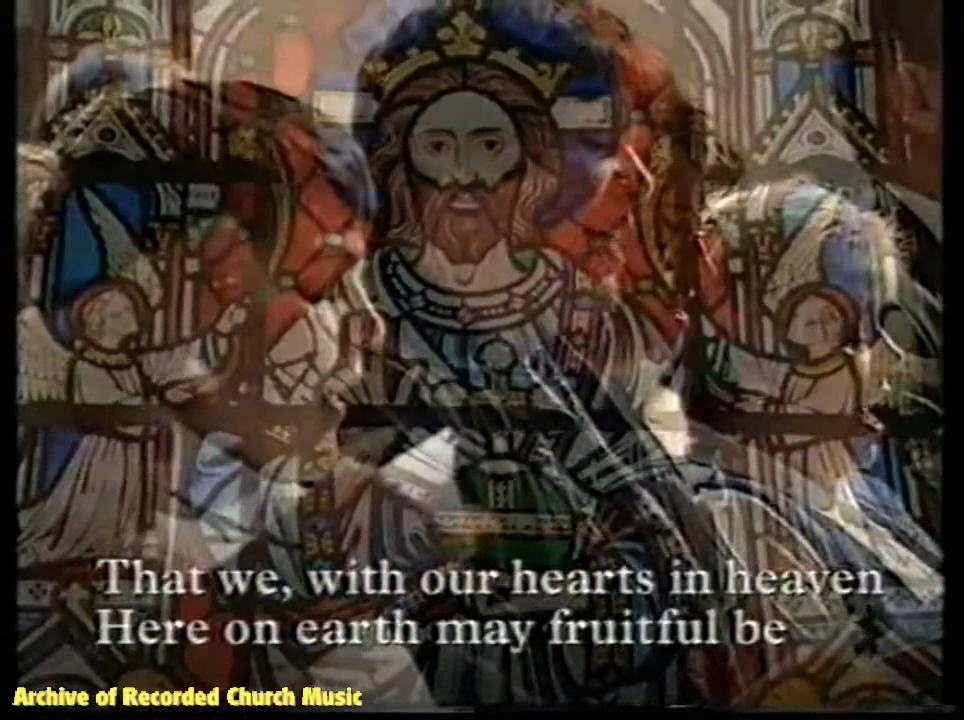 That we, with our hearts in heaven
Here on earth may fruitful be
Archive of Recorded Church Music